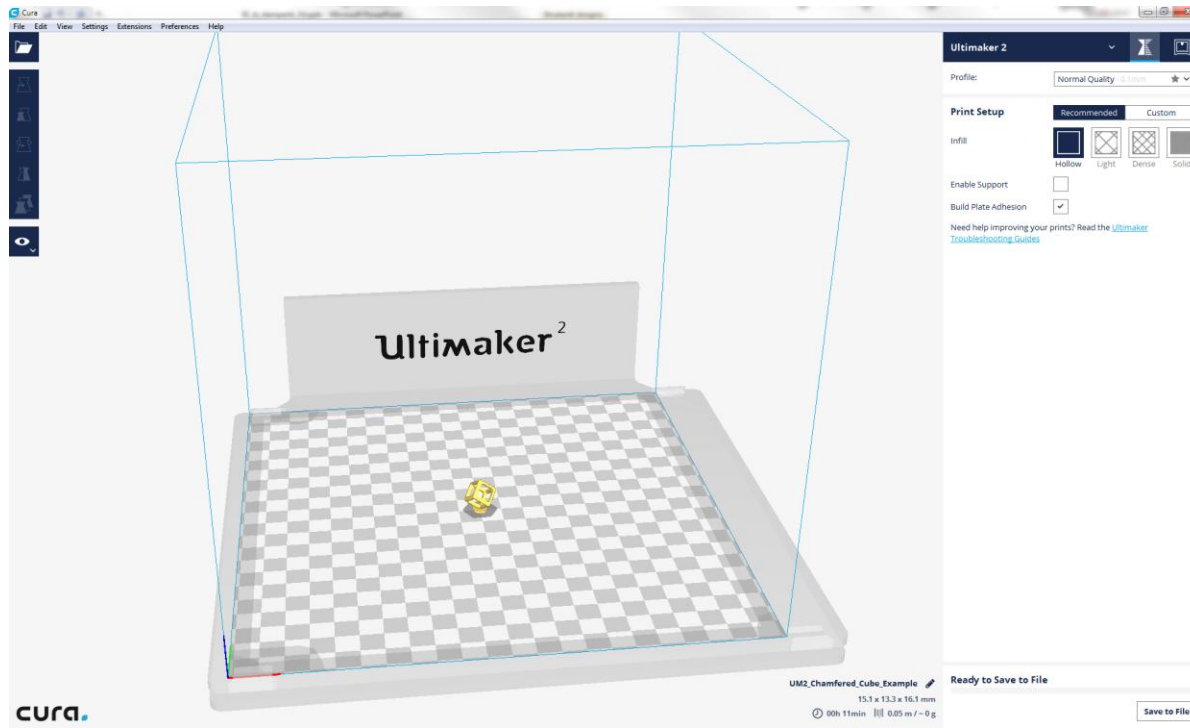 Cura
File Edit View Settings Extensions Preferences Help
Ultimaker 2
Profile:
Normal Quality - 0.1mm
Print Setup
Recommended
Custom
Infill
Hollow
Light
Dense
Solid
Enable Support
Build Plate Adhesion
Need help improving your prints? Read the Ultimaker
Troubleshooting Guides
Ultimaker 2
UM2_Chamfered_Cube_Example
15.1 x 13.3 x 16.1 mm
00h 11min
0.05 m / ~ 0 g
Ready to Save to File
Save to File
cura.